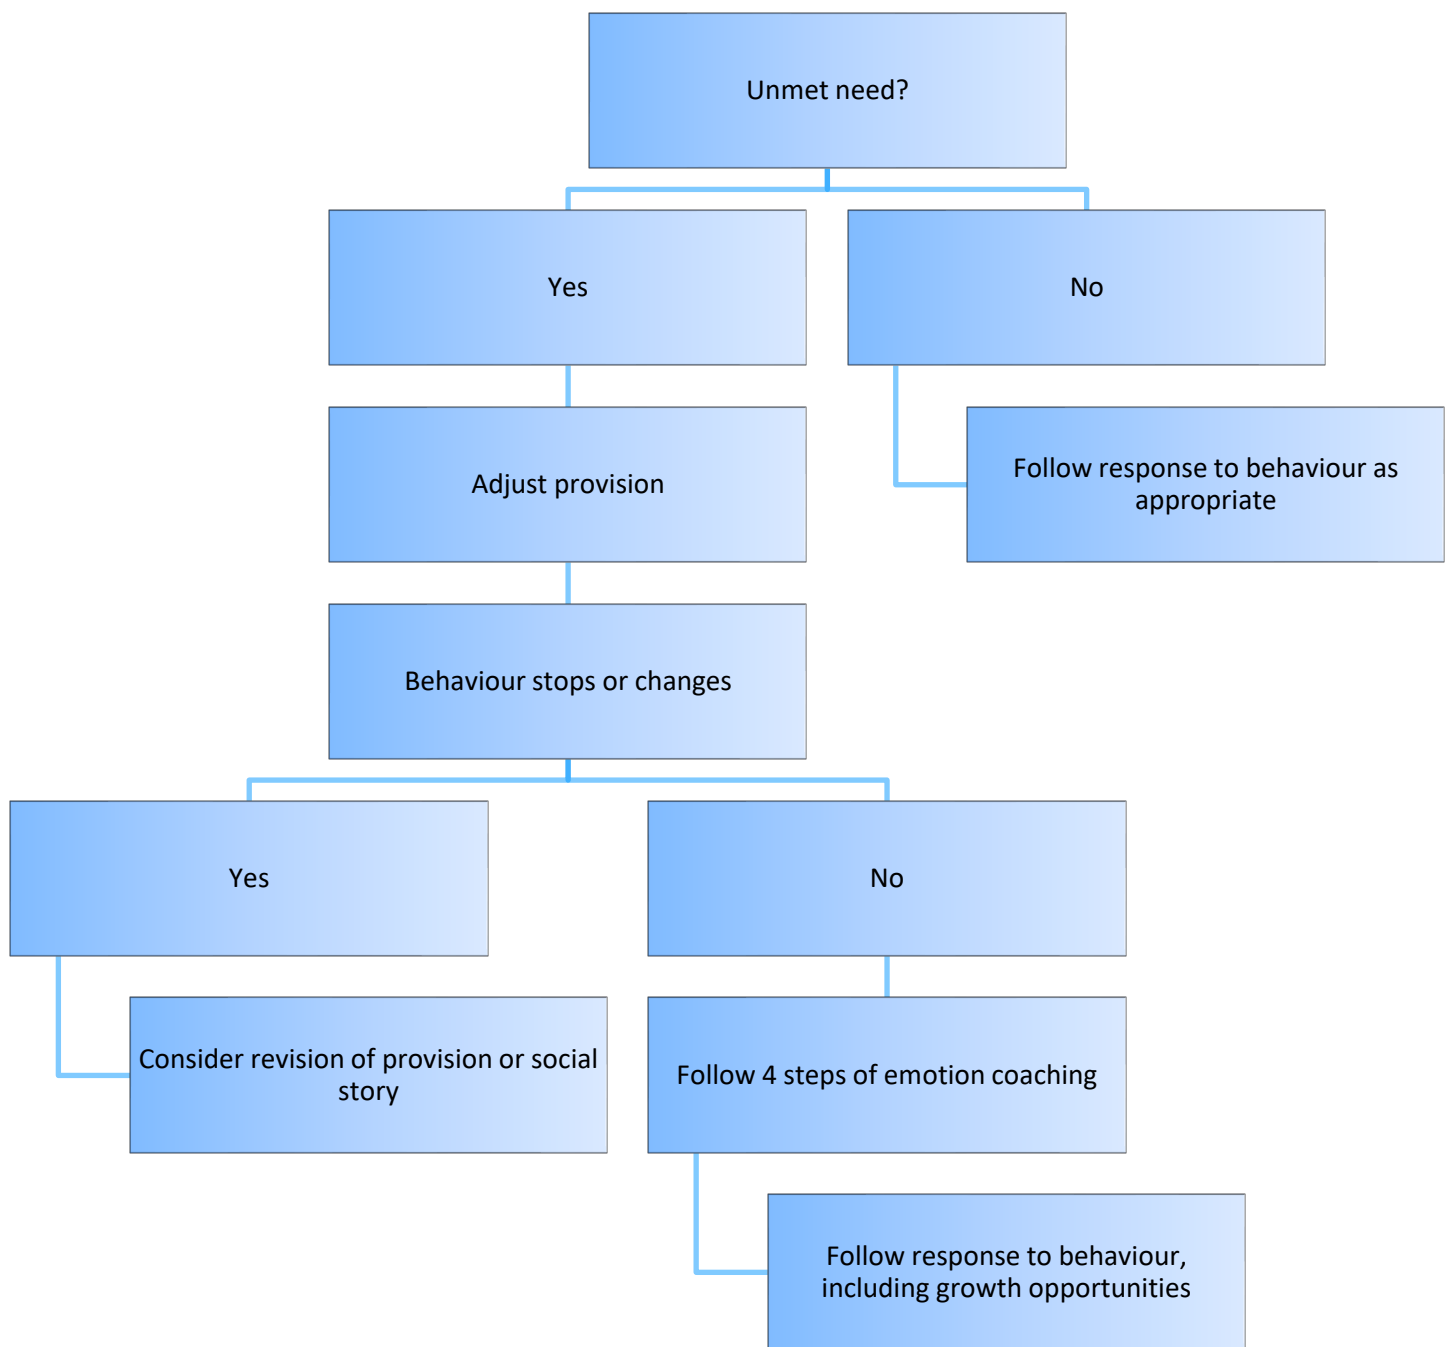 Unmet need?
Yes
No
Adjust provision
Follow response to behaviour as
appropriate
Behaviour stops or changes
Yes
No
Consider revision of provision or social
story
Follow 4 steps of emotion coaching
Follow response to behaviour,
including growth opportunities